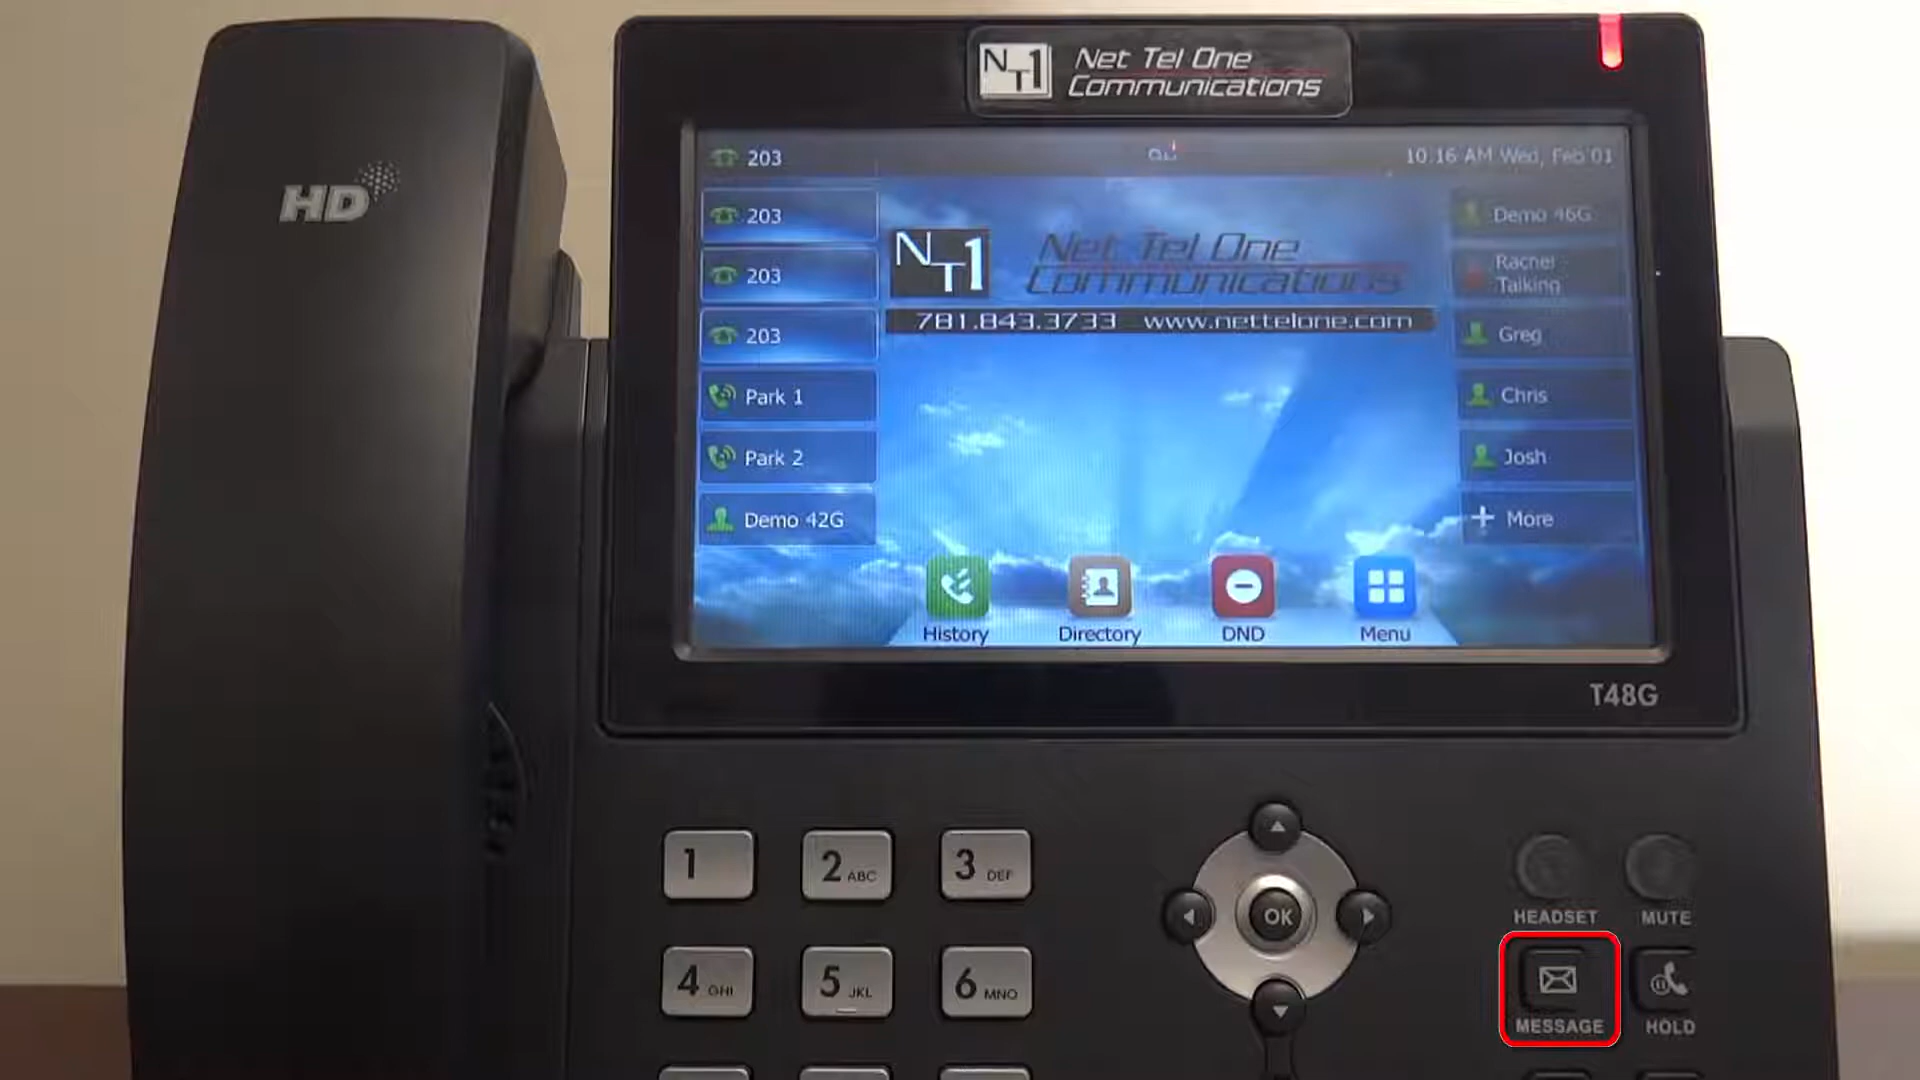 NT1 Net Tel One
Communications
HD
203
10:16 AM Wed, Feb 01
203
203
203
Park 1
Park 2
Demo 42G
NT1 Net Tel One
Communications
781.843.3733 www.nettelone.com
Demo 46G
Rachel
Talking
Greg
Chris
Josh
More
History
Directory
DND
Menu
T48G
1
2 ABC
3 DEF
4 GHI
5 JKL
6 MNO
OK
HEADSET
MUTE
MESSAGE
HOLD